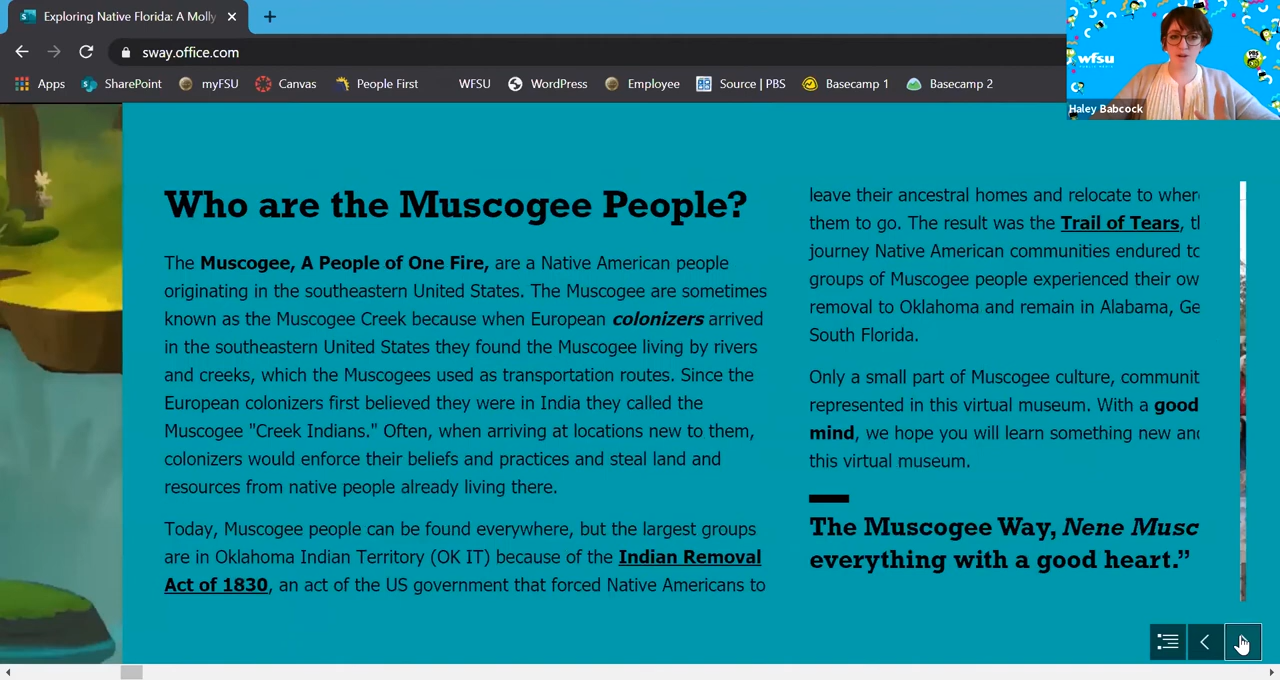 Exploring Native Florida: A Molly
sway.office.com
Apps SharePoint myFSU Canvas People First WFSU WordPress Employee Source | PBS Basecamp 1 Basecamp 2
wfsu
PBS
Haley Babcock
Who are the Muscogee People?
The Muscogee, A People of One Fire, are a Native American people
originating in the southeastern United States. The Muscogee are sometimes
known as the Muscogee Creek because when European colonizers arrived
in the southeastern United States they found the Muscogee living by rivers
and creeks, which the Muscogees used as transportation routes. Since the
European colonizers first believed they were in India they called the
Muscogee "Creek Indians." Often, when arriving at locations new to them,
colonizers would enforce their beliefs and practices and steal land and
resources from native people already living there.
Today, Muscogee people can be found everywhere, but the largest groups
are in Oklahoma Indian Territory (OK IT) because of the Indian Removal
Act of 1830, an act of the US government that forced Native Americans to
leave their ancestral homes and relocate to wher
them to go. The result was the Trail of Tears, th
journey Native American communities endured to
groups of Muscogee people experienced their ow
removal to Oklahoma and remain in Alabama, Ge
South Florida.
Only a small part of Muscogee culture, communit
represented in this virtual museum. With a good
mind, we hope you will learn something new and
this virtual museum.
The Muscogee Way, Nene Musc
everything with a good heart.”